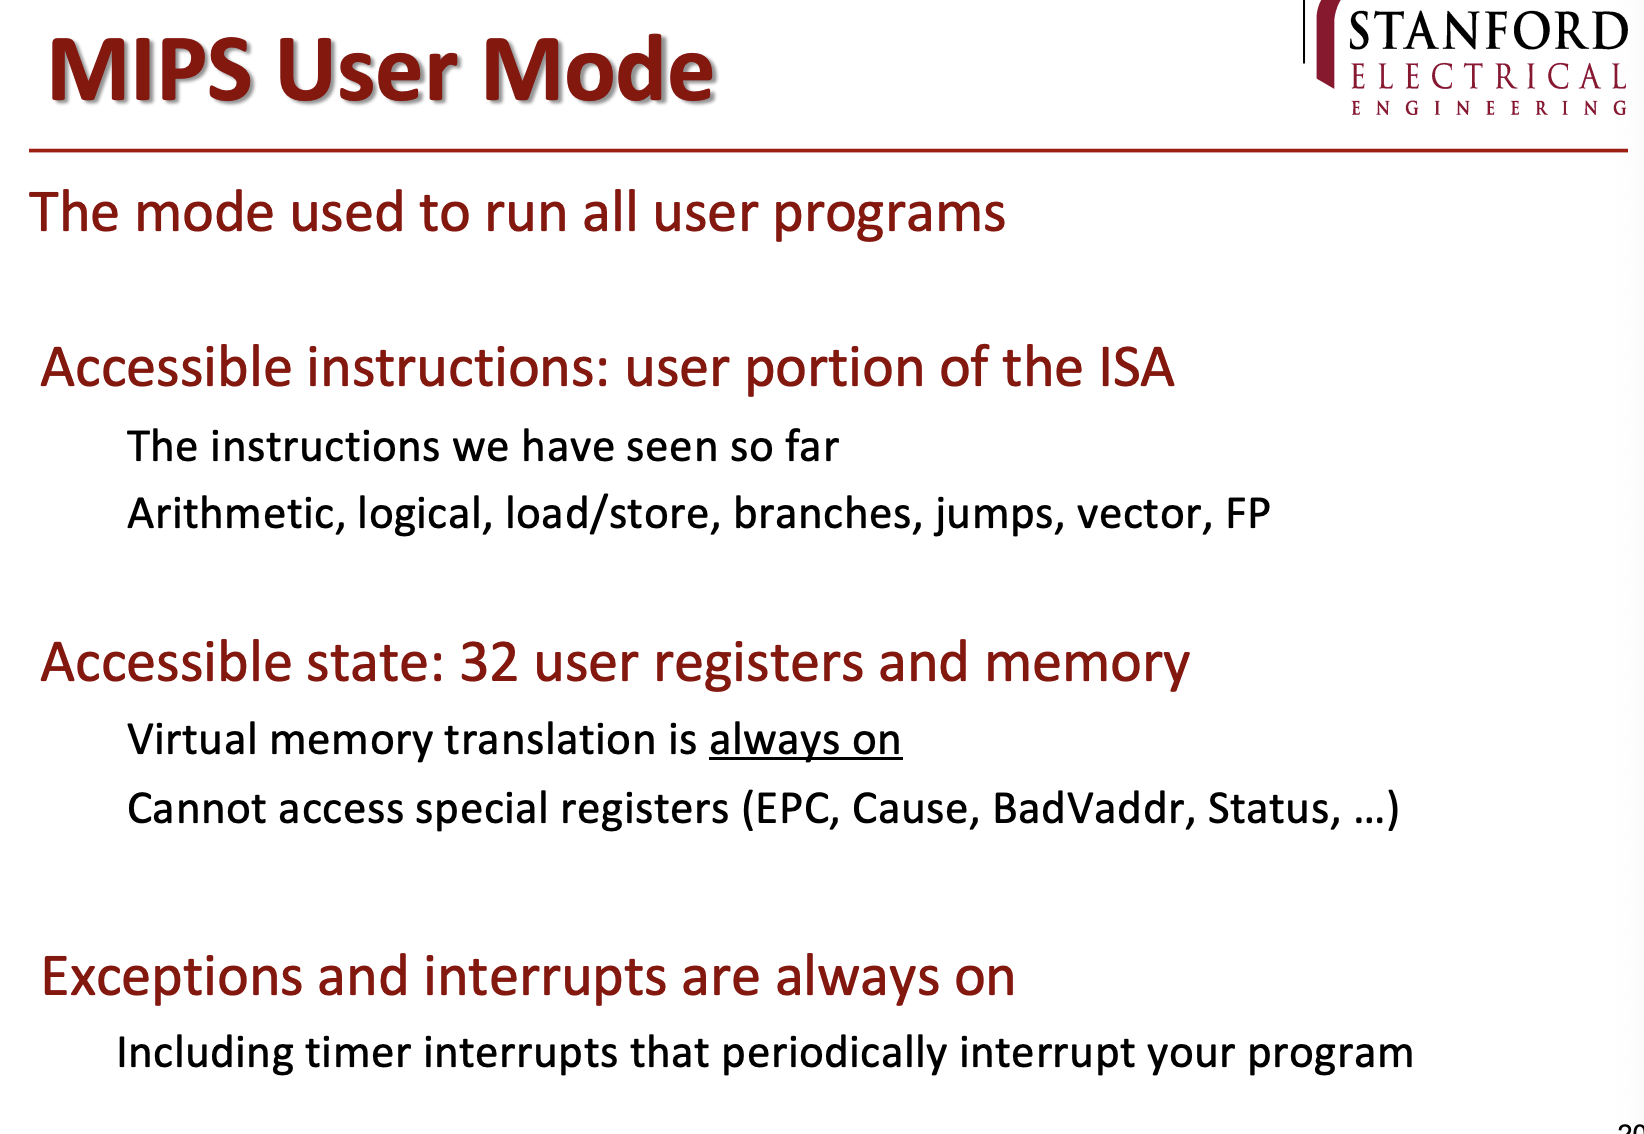 MIPS User Mode
STANFORD
ELECTRICAL
ENGINEERING
The mode used to run all user programs
Accessible instructions: user portion of the ISA
The instructions we have seen so far
Arithmetic, logical, load/store, branches, jumps, vector, FP
Accessible state: 32 user registers and memory
Virtual memory translation is always on
Cannot access special registers (EPC, Cause, BadVaddr, Status, …)
Exceptions and interrupts are always on
Including timer interrupts that periodically interrupt your program